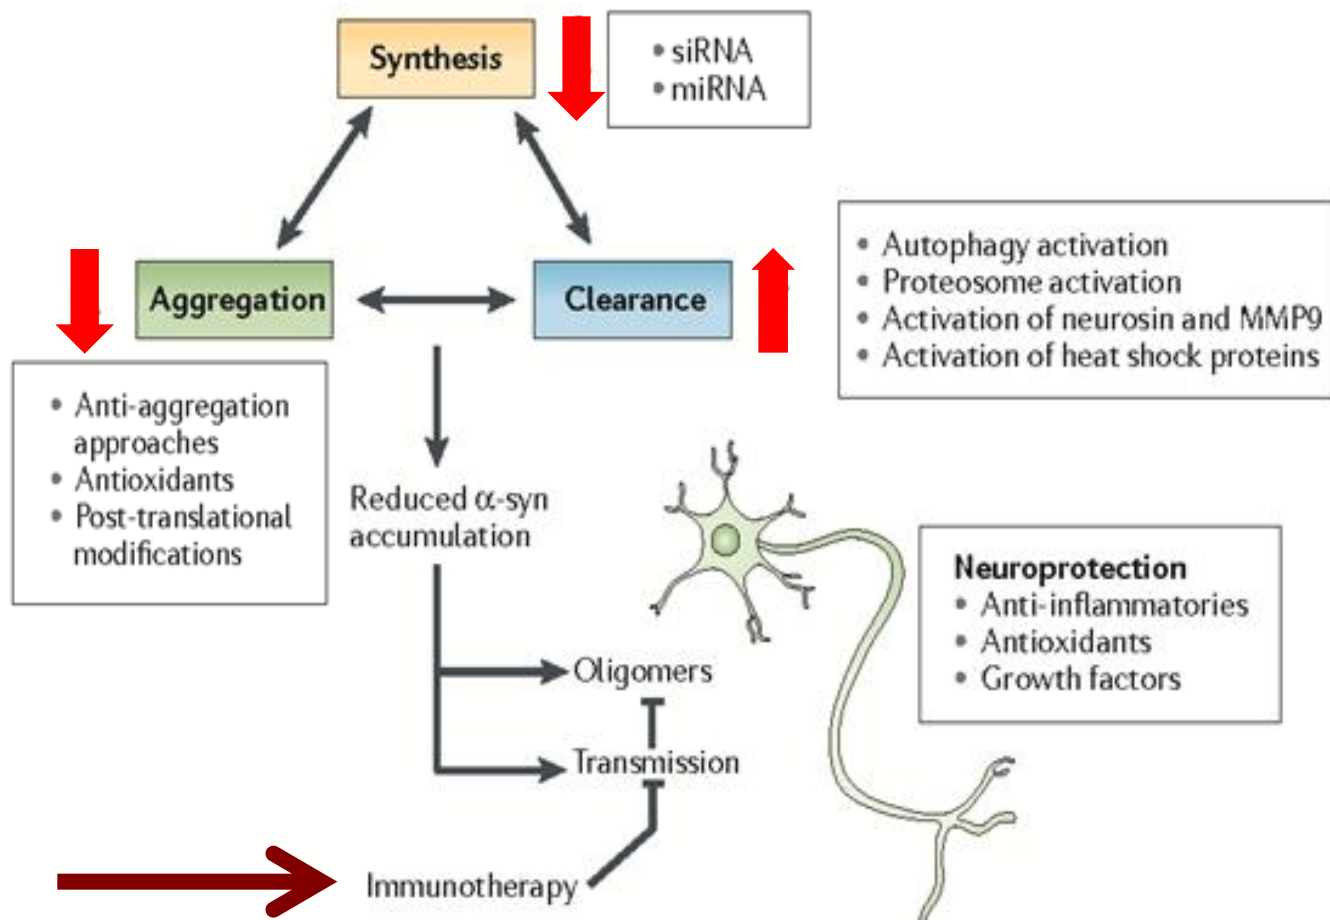 Synthesis
• siRNA
• miRNA
Aggregation
Clearance
• Autophagy activation
• Proteosome activation
• Activation of neurosin and MMP9
• Activation of heat shock proteins
• Anti-aggregation
approaches
• Antioxidants
• Post-translational
modifications
Reduced α-syn
accumulation
Neuroprotection
• Anti-inflammatories
• Antioxidants
• Growth factors
Oligomers
Transmission
Immunotherapy